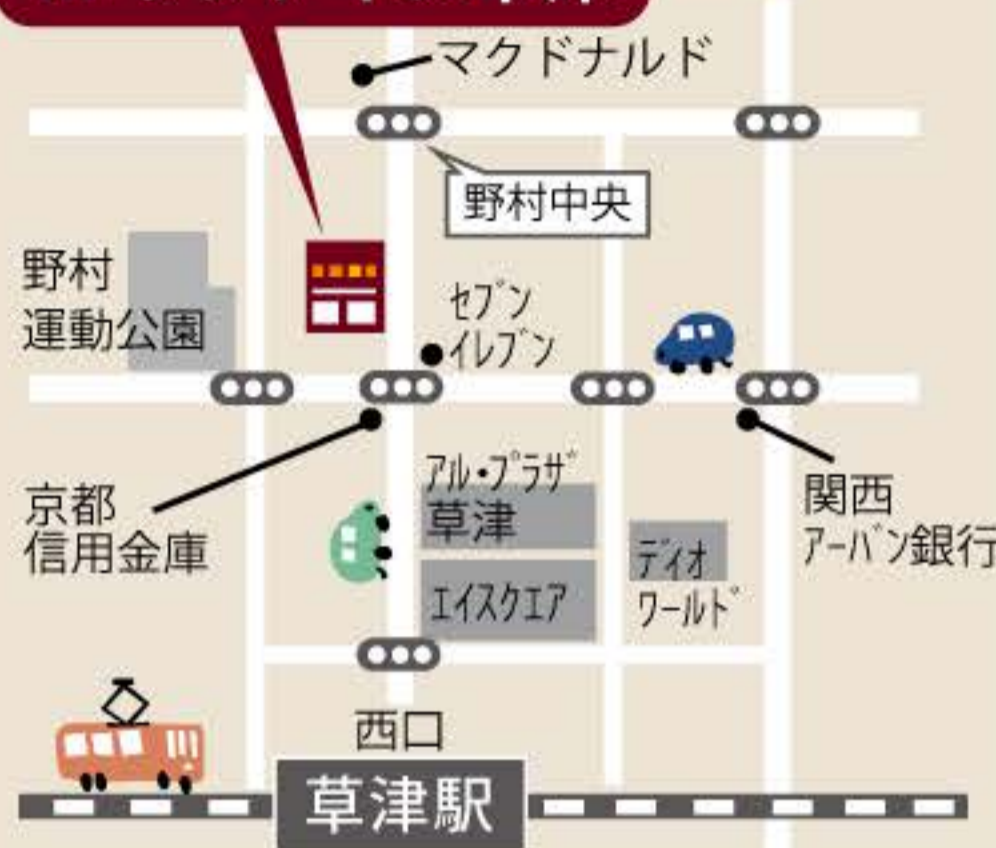 マクドナルド
野村中央
野村
運動公園
セブン
イレブン
京都
信用金庫
アル・プラザ
草津
エイスクエア
ディオ
ワールド
関西
アーバン銀行
西口
草津駅